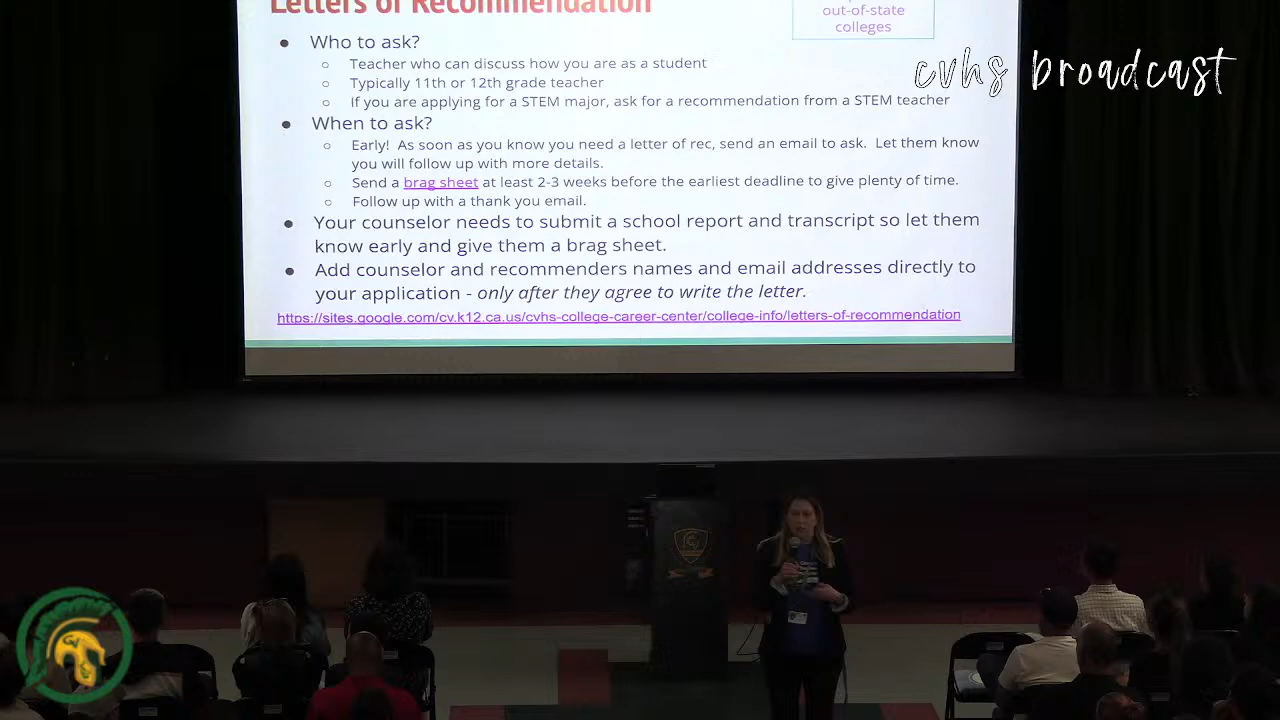 Letters of Recommendation
out-of-state
colleges
cvhs broadcast
● Who to ask?
○ Teacher who can discuss how you are as a student
○ Typically 11th or 12th grade teacher
○ If you are applying for a STEM major, ask for a recommendation from a STEM teacher
● When to ask?
○ Early! As soon as you know you need a letter of rec, send an email to ask. Let them know
you will follow up with more details.
○ Send a brag sheet at least 2-3 weeks before the earliest deadline to give plenty of time.
○ Follow up with a thank you email.
● Your counselor needs to submit a school report and transcript so let them
know early and give them a brag sheet.
● Add counselor and recommenders names and email addresses directly to
your application - only after they agree to write the letter.
https://sites.google.com/cv.k12.ca.us/cvhs-college-career-center/college-info/letters-of-recommendation
CV